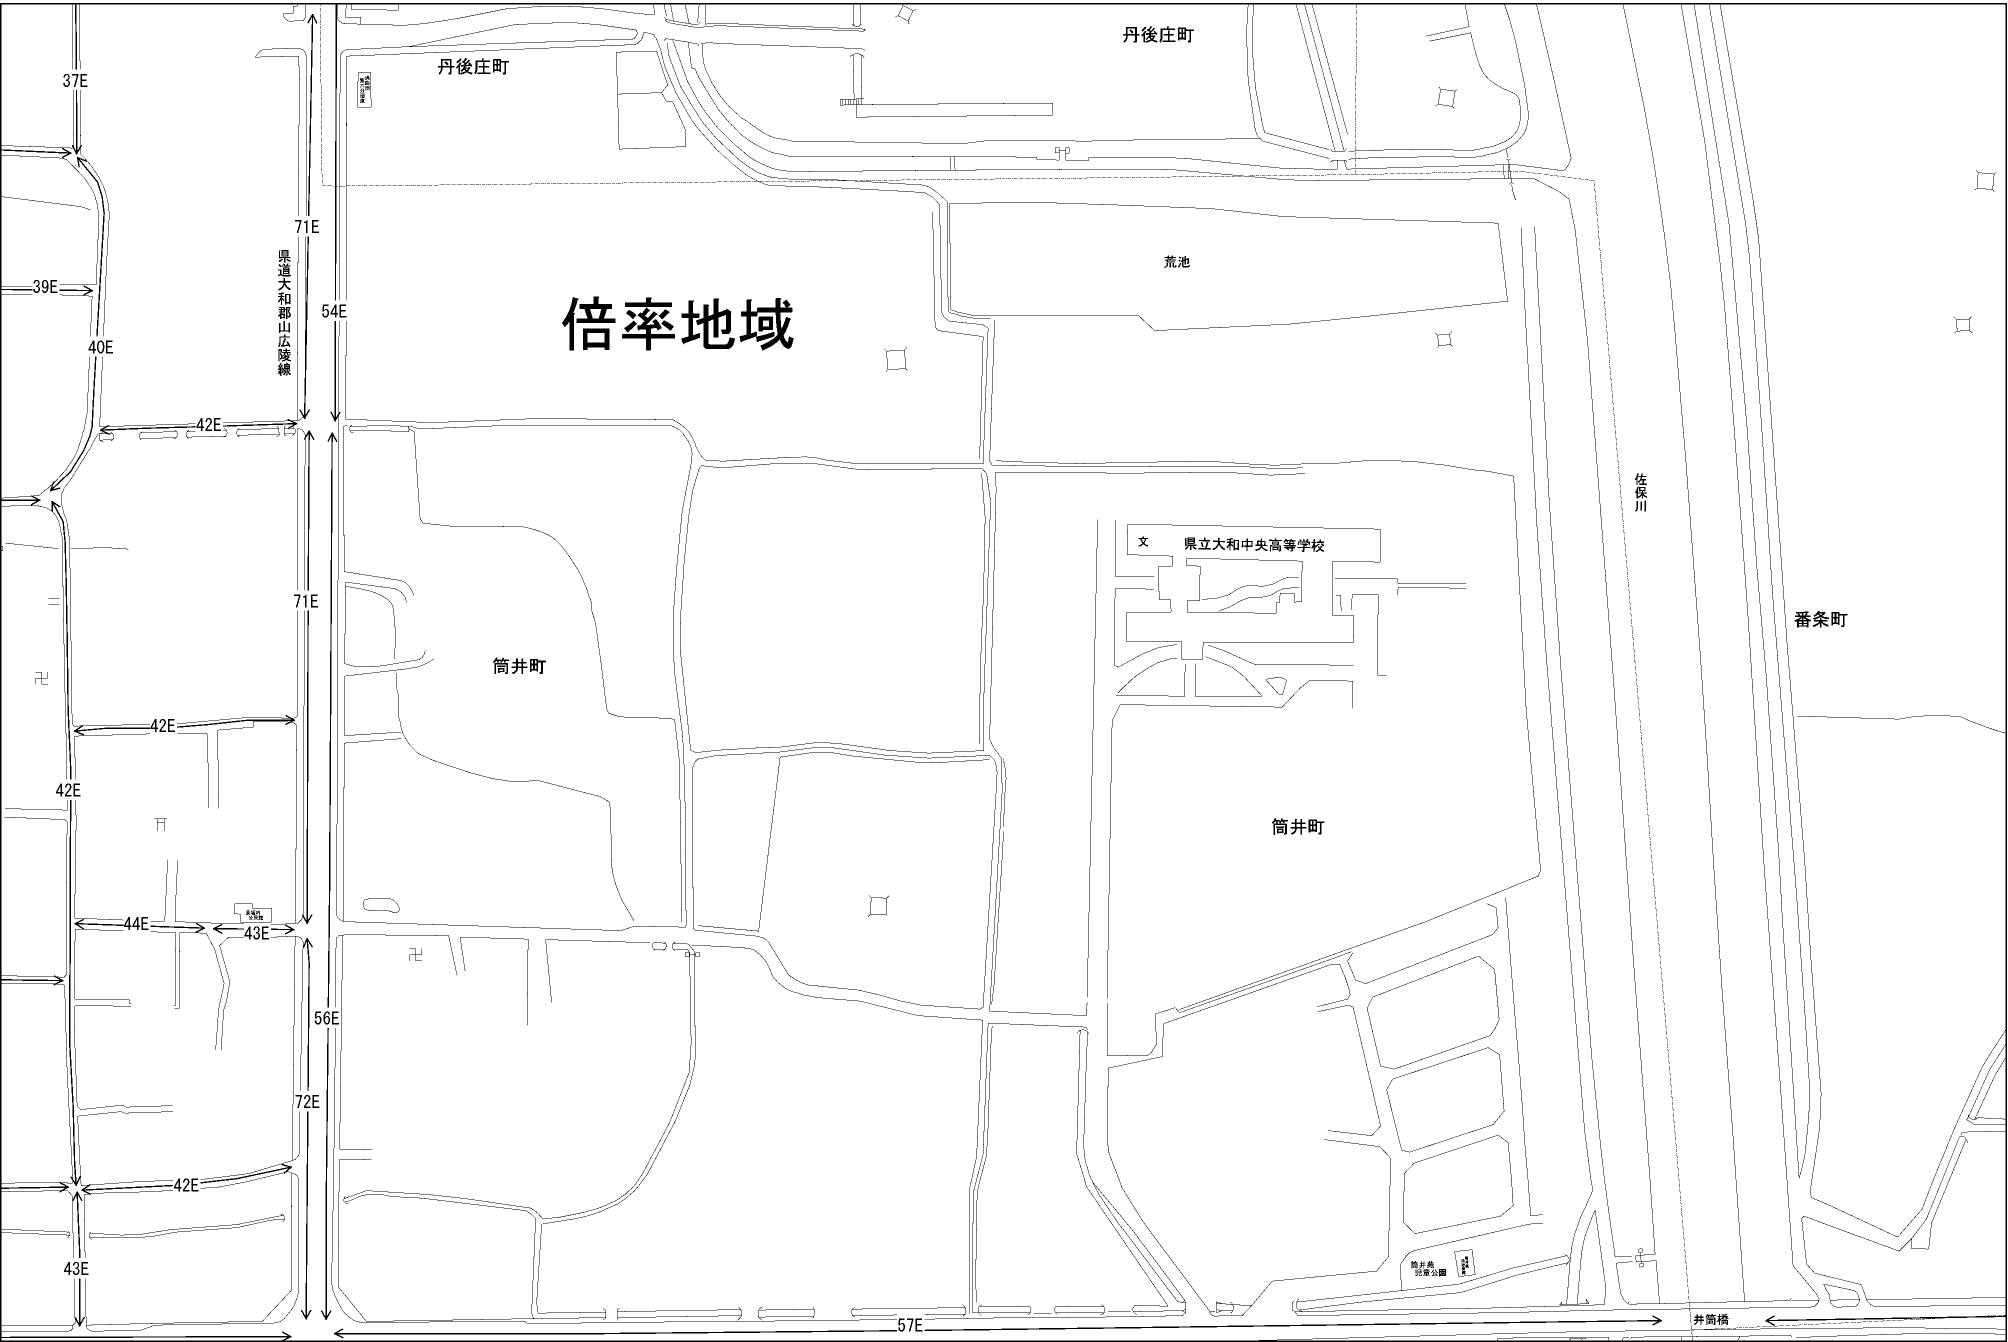 丹後庄町
丹後庄町
37E
71E
県道大和郡山広陵線
荒池
39E
54E
倍率地域
40E
42E
佐保川
文
県立大和中央高等学校
71E
番条町
筒井町
42E
42E
筒井町
44E
43E
56E
72E
42E
43E
筒井苑
児童公園
57E
井筒橋